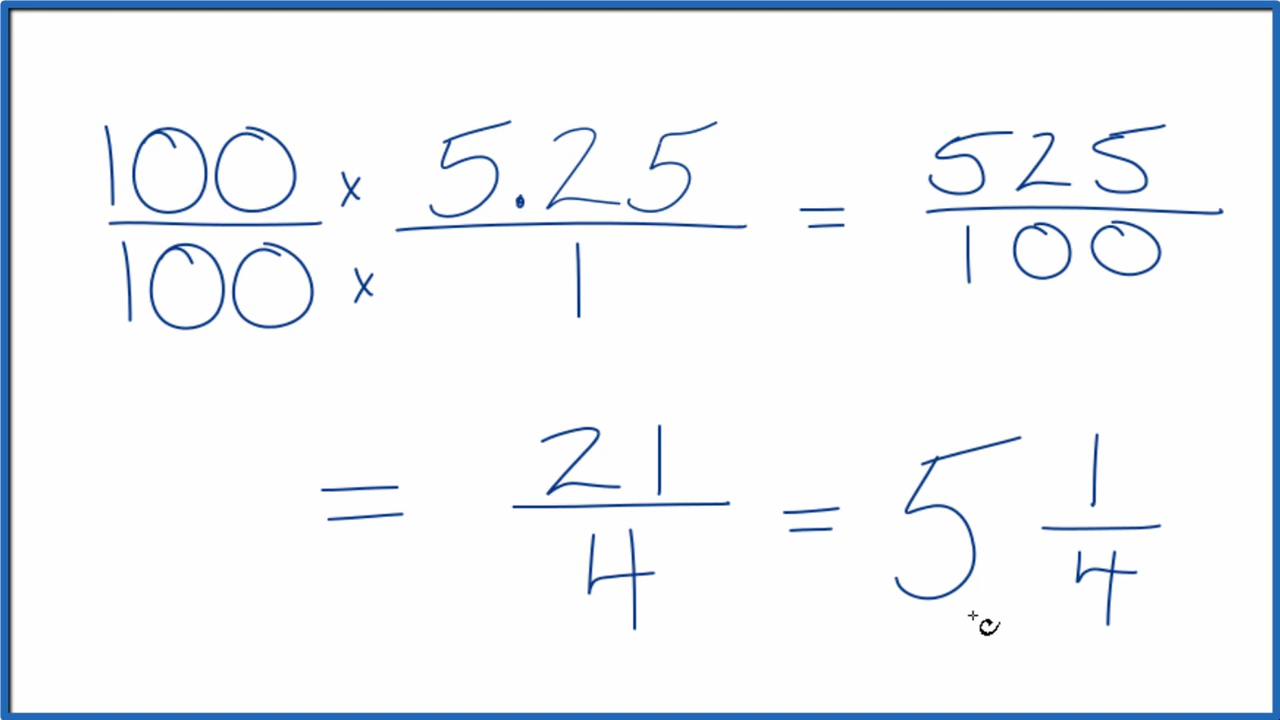 100/100 × 5.25/1 = 525/100
= 21/4 = 5 1/4